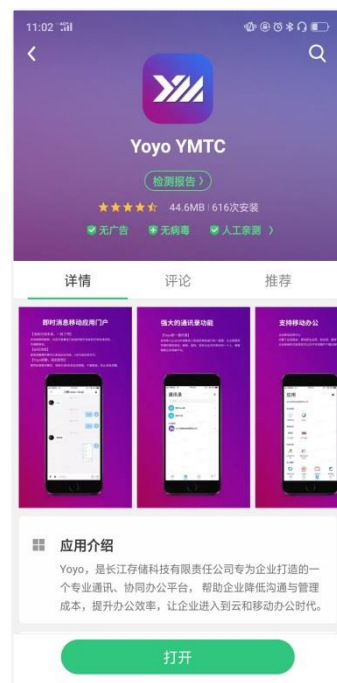 11:02
Yoyo YMTC
检测报告 〉
44.6MB | 616次安装
无广告 无病毒 人工亲测 〉
详情 评论 推荐
即时消息移动应用门户
强大的通讯录功能
支持移动办公
通讯录
应用
应用介绍
Yoyo，是长江存储科技有限责任公司专为企业打造的一
个专业通讯、协同办公平台， 帮助企业降低沟通与管理
成本，提升办公效率，让企业进入到云和移动办公时代。
打开